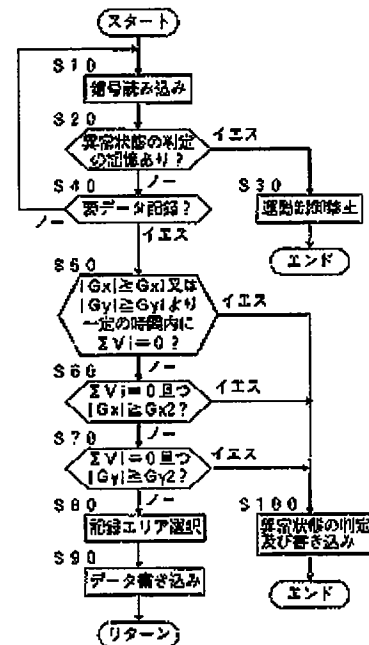 スタート
S10
信号読み込み
S20
イエス
異常状態の判定
の記憶あり？
ノー
S30
運動制御禁止
エンド
S40
要データ記録？
ノー
イエス
S50
|Gx|≧Gx1又は
|Gy|≧Gy1より
一定の時間内に
ΣVi＝0？
イエス
ノー
S60
ΣVi＝0且つ
|Gx|≧Gx2？
イエス
ノー
S70
ΣVi＝0且つ
|Gy|≧Gy2？
イエス
ノー
S80
記録エリア選択
S90
データ書き込み
リターン
S100
異常状態の判定
及び書き込み
エンド